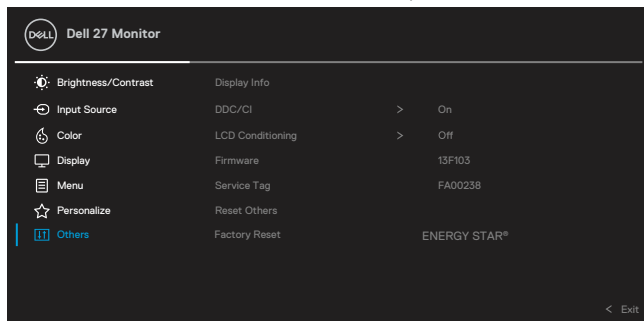 DELL Dell 27 Monitor
Brightness/Contrast Display Info
Input Source DDC/CI > On
Color LCD Conditioning > Off
Display Firmware 13F103
Menu Service Tag FA00238
Personalize Reset Others
Others Factory Reset ENERGY STAR®
< Exit